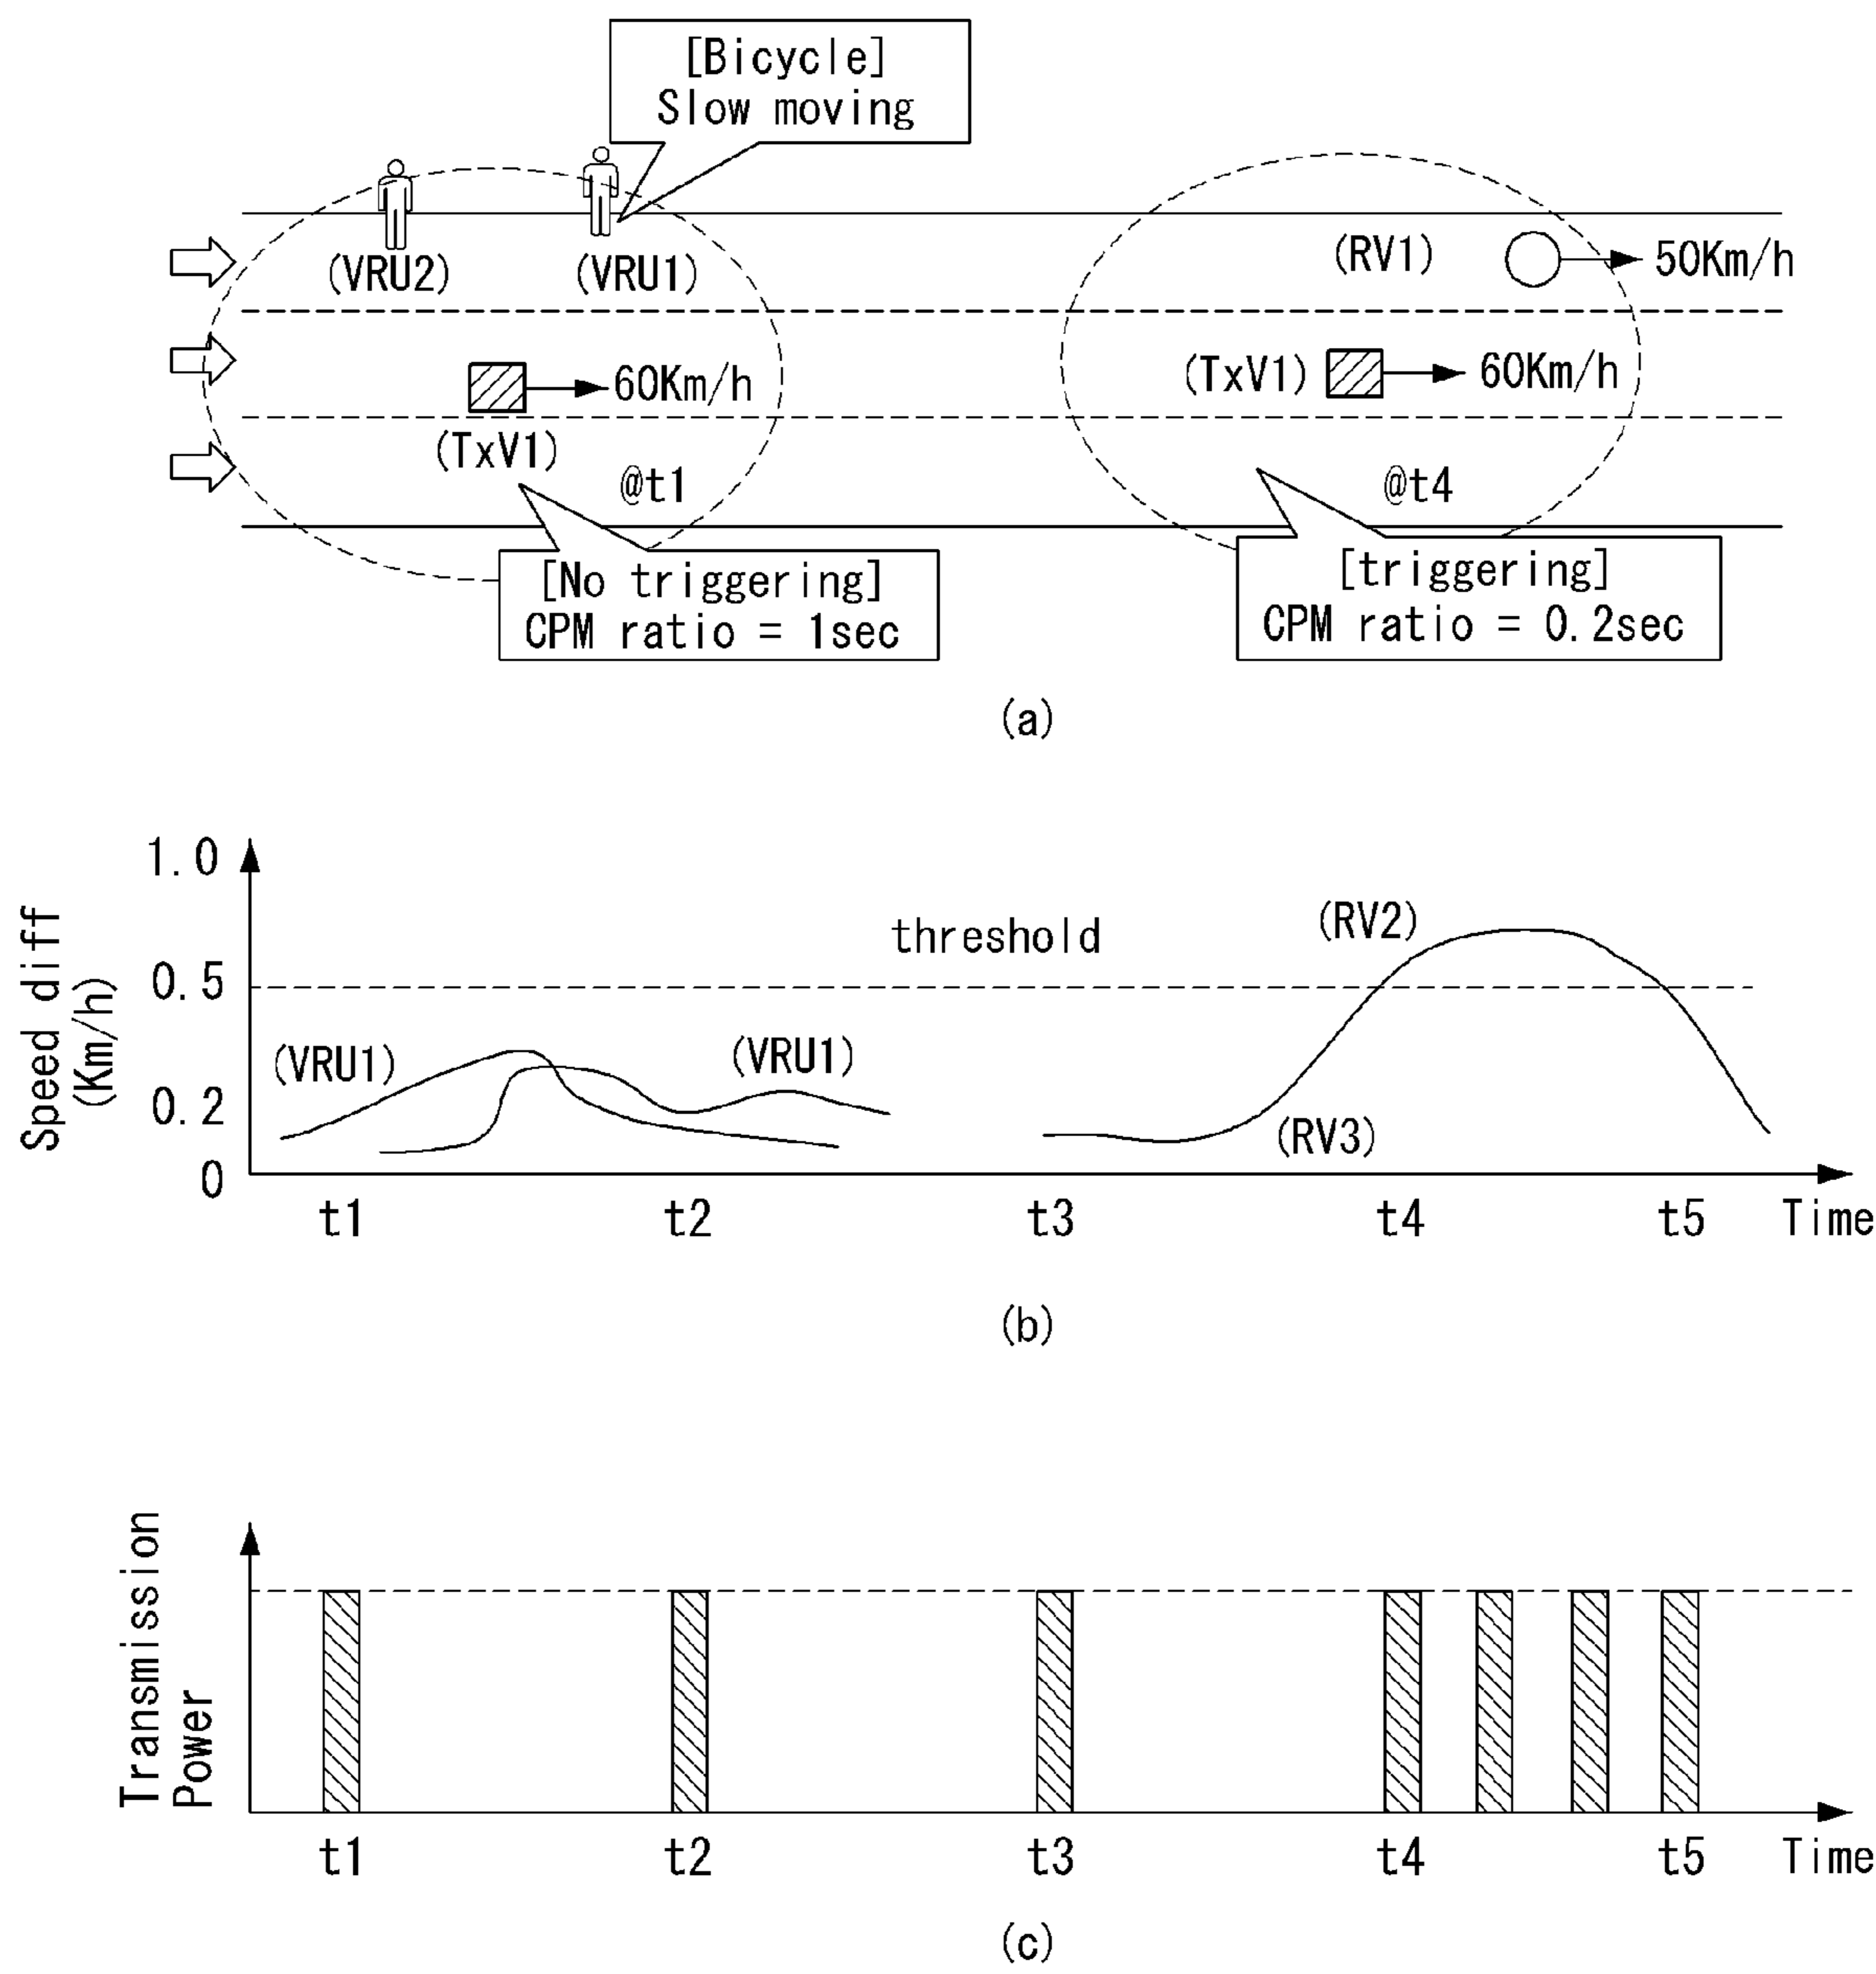 [Bicycle]
Slow moving
(VRU2)
(VRU1)
(RV1)
50Km/h
60Km/h
(TxV1)
60Km/h
(TxV1)
@t1
@t4
[No triggering]
CPM ratio = 1sec
[triggering]
CPM ratio = 0.2sec
(a)
Speed diff
(Km/h)
1.0
0.5
0.2
0
threshold
(RV2)
(VRU1)
(VRU1)
(RV3)
t1
t2
t3
t4
t5
Time
(b)
Transmission
Power
t1
t2
t3
t4
t5
Time
(c)